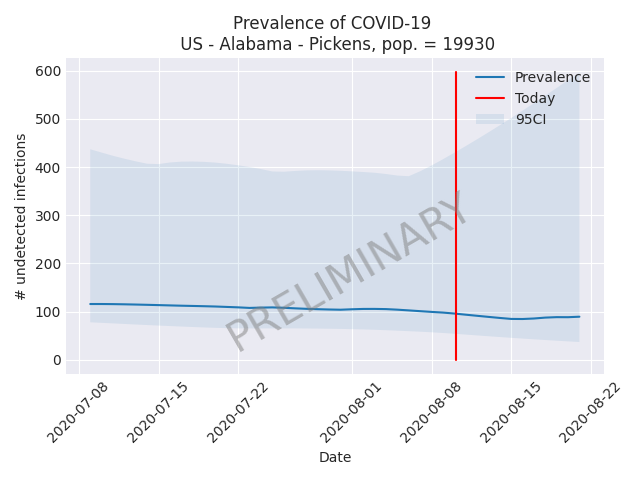 Prevalence of COVID-19
US - Alabama - Pickens, pop. = 19930
600
500
400
300
200
100
0
# undetected infections
Prevalence
Today
95CI
PRELIMINARY
2020-07-08
2020-07-15
2020-07-22
2020-08-01
2020-08-08
2020-08-15
2020-08-22
Date